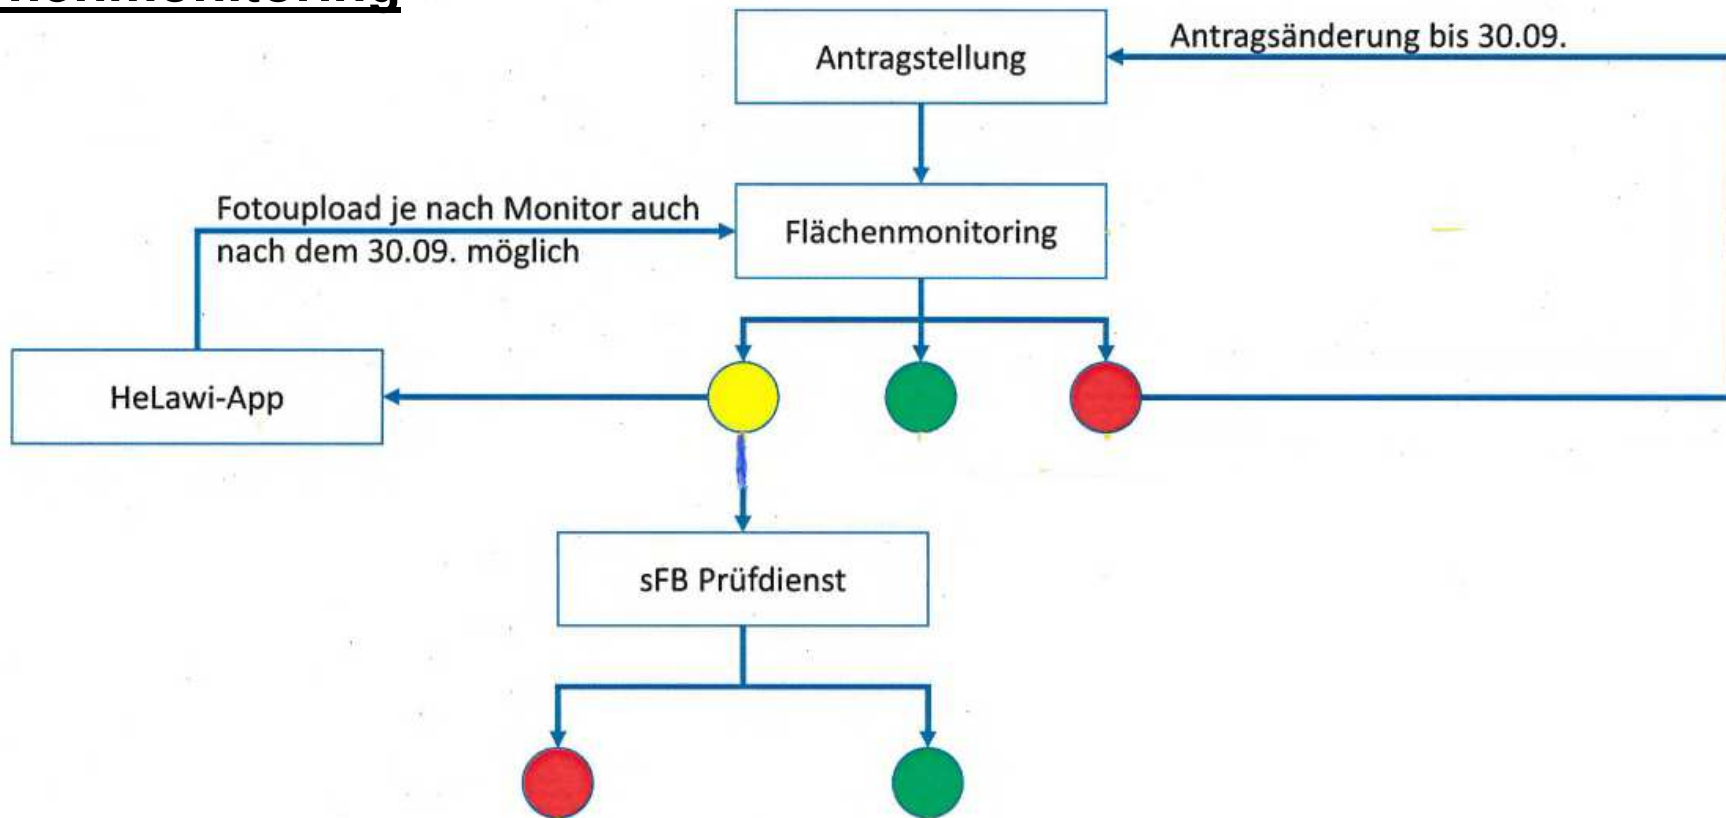 Antragstellung
Antragsänderung bis 30.09.
Fotoupload je nach Monitor auch
nach dem 30.09. möglich
Flächenmonitoring
HeLawi-App
sFB Prüfdienst